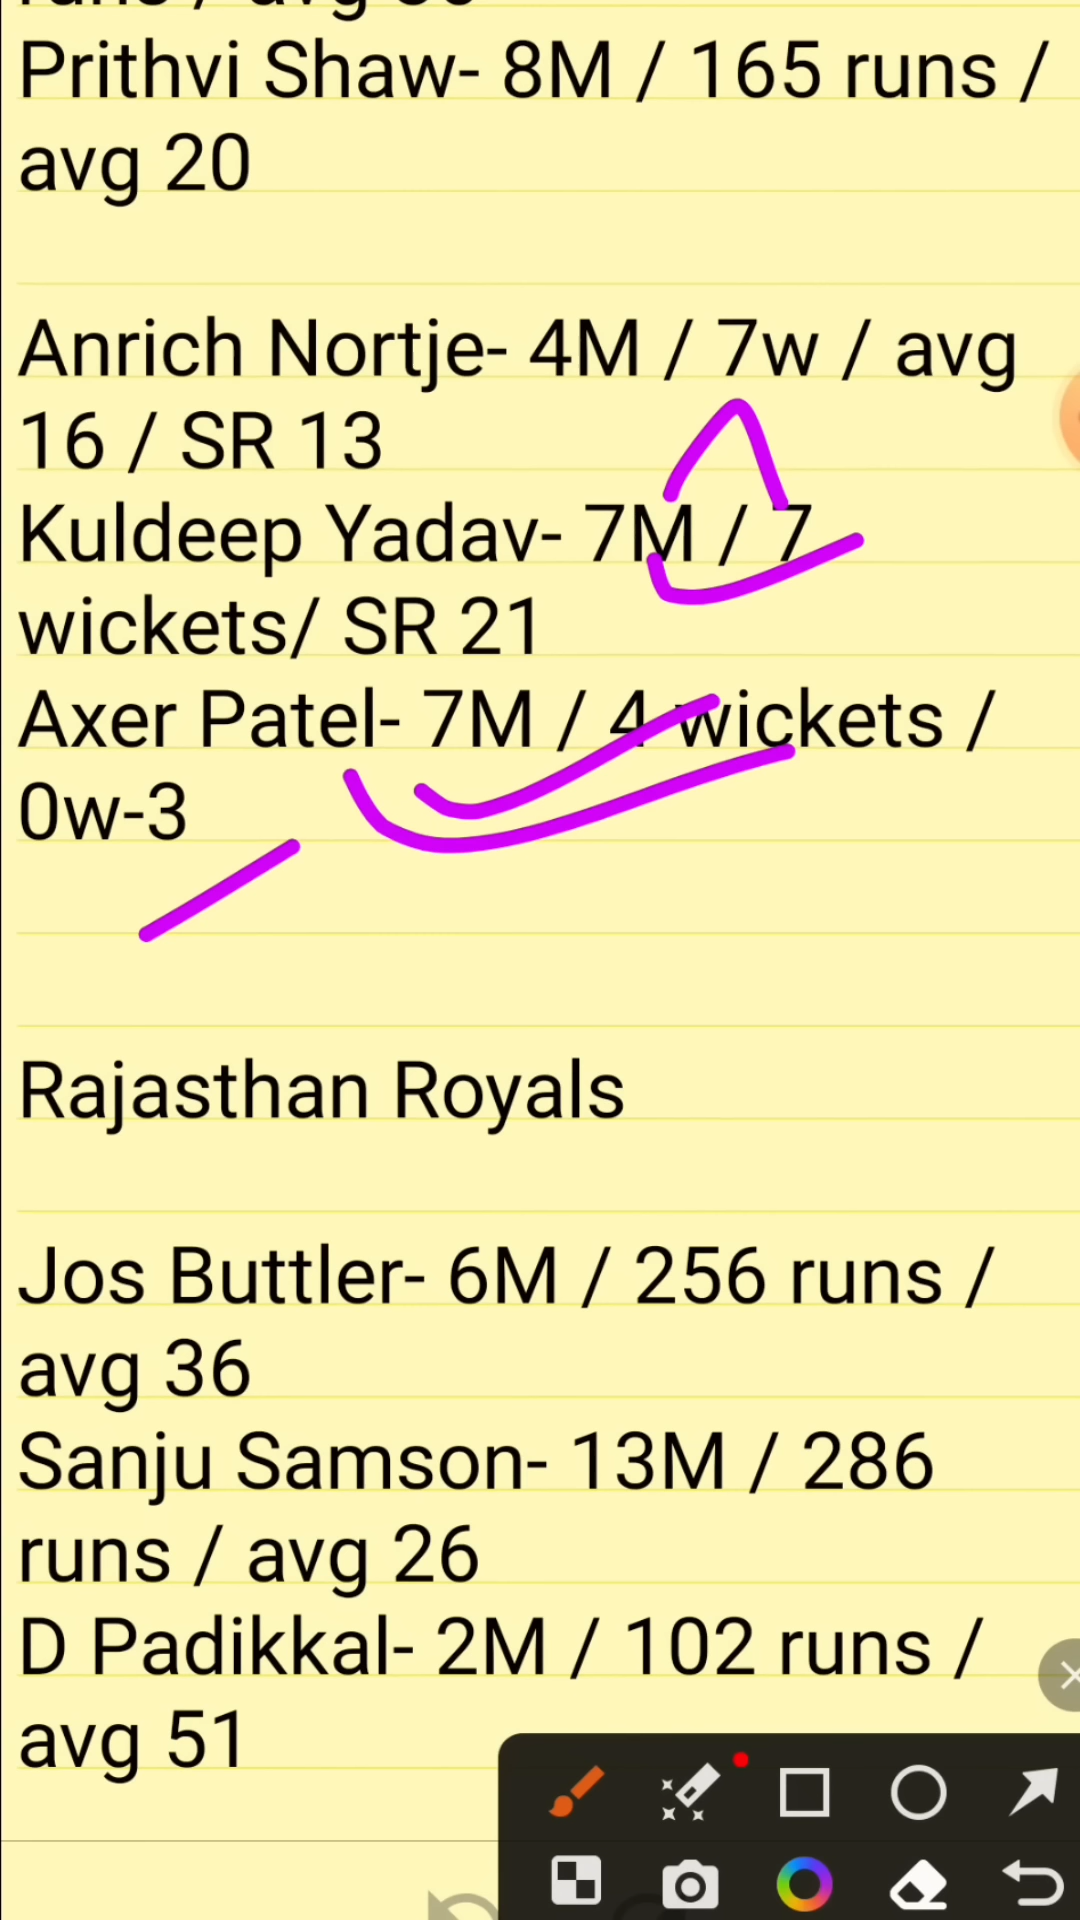 Prithvi Shaw- 8M / 165 runs /
avg 20
Anrich Nortje- 4M / 7w / avg
16 / SR 13
Kuldeep Yadav- 7M / 7
wickets/ SR 21
Axer Patel- 7M / 4 wickets /
0w-3
Rajasthan Royals
Jos Buttler- 6M / 256 runs /
avg 36
Sanju Samson- 13M / 286
runs / avg 26
D Padikkal- 2M / 102 runs /
avg 51